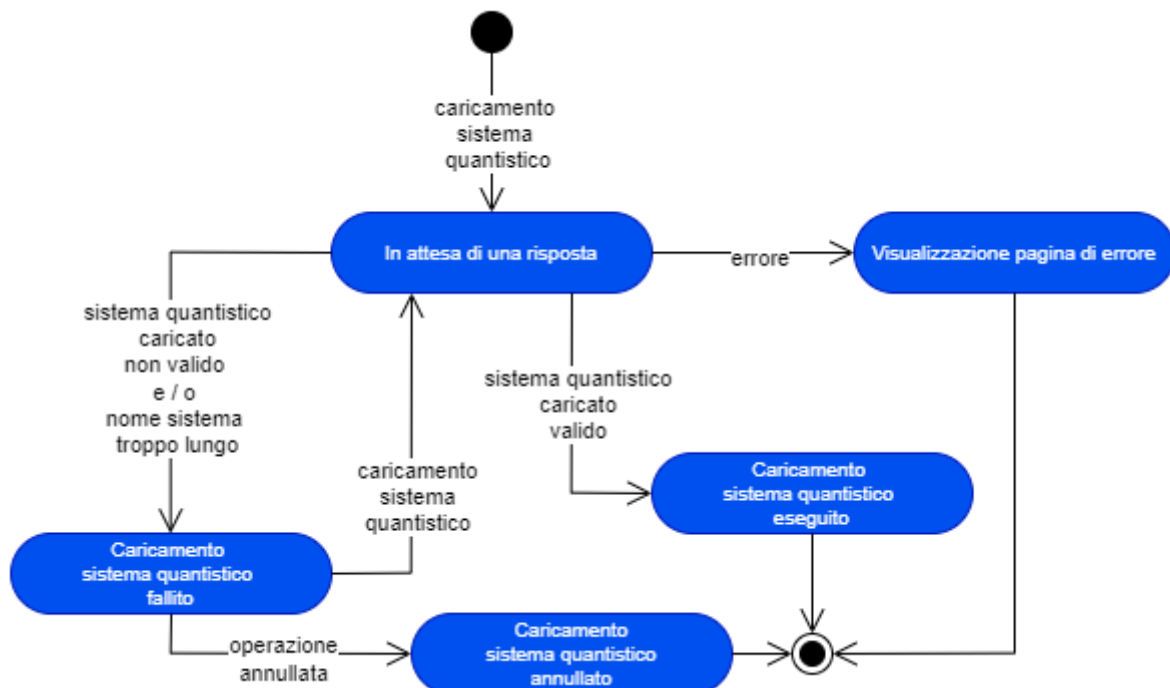 caricamento
sistema
quantistico
In attesa di una risposta
errore
Visualizzazione pagina di errore
sistema quantistico
caricato
non valido
e / o
nome sistema
troppo lungo
sistema quantistico
caricato
valido
caricamento
sistema
quantistico
Caricamento
sistema quantistico
eseguito
Caricamento
sistema quantistico
fallito
operazione
annullata
Caricamento
sistema quantistico
annullato